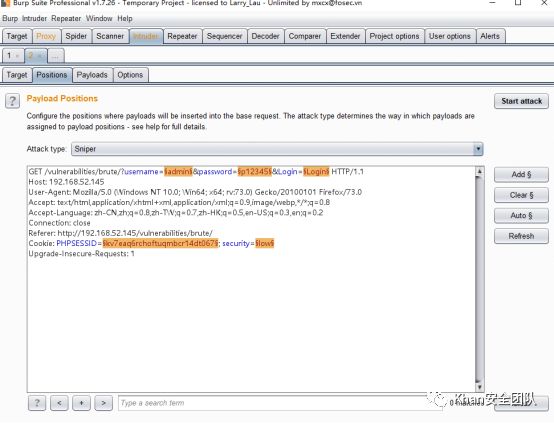 Burp Suite Professional v1.7.26 - Temporary Project - licensed to Larry_Lau - Unlimited by mxcx@fosec.vn
Burp Intruder Repeater Window Help
Target Proxy Spider Scanner Intruder Repeater Sequencer Decoder Comparer Extender Project options User options Alerts
1 × 2 × ...
Target Positions Payloads Options
? Payload Positions Start attack
Configure the positions where payloads will be inserted into the base request. The attack type determines the way in which payloads are
assigned to payload positions - see help for full details.
Attack type: Sniper
GET /vulnerabilities/brute/?username=§admin§&password=§p12345§&Login=§Login§ HTTP/1.1
Host: 192.168.52.145
User-Agent: Mozilla/5.0 (Windows NT 10.0; Win64; x64; rv:73.0) Gecko/20100101 Firefox/73.0
Accept: text/html,application/xhtml+xml,application/xml;q=0.9,image/webp,*/*;q=0.8
Accept-Language: zh-CN,zh;q=0.8,zh-TW;q=0.7,zh-HK;q=0.5,en-US;q=0.3,en;q=0.2
Connection: close
Referer: http://192.168.52.145/vulnerabilities/brute/
Cookie: PHPSESSID=§kv7eaq6rchoftuqmbcr14dt067§; security=§low§
Upgrade-Insecure-Requests: 1
Add §
Clear §
Auto §
Refresh
? < + > Type a search term
Khan安全团队